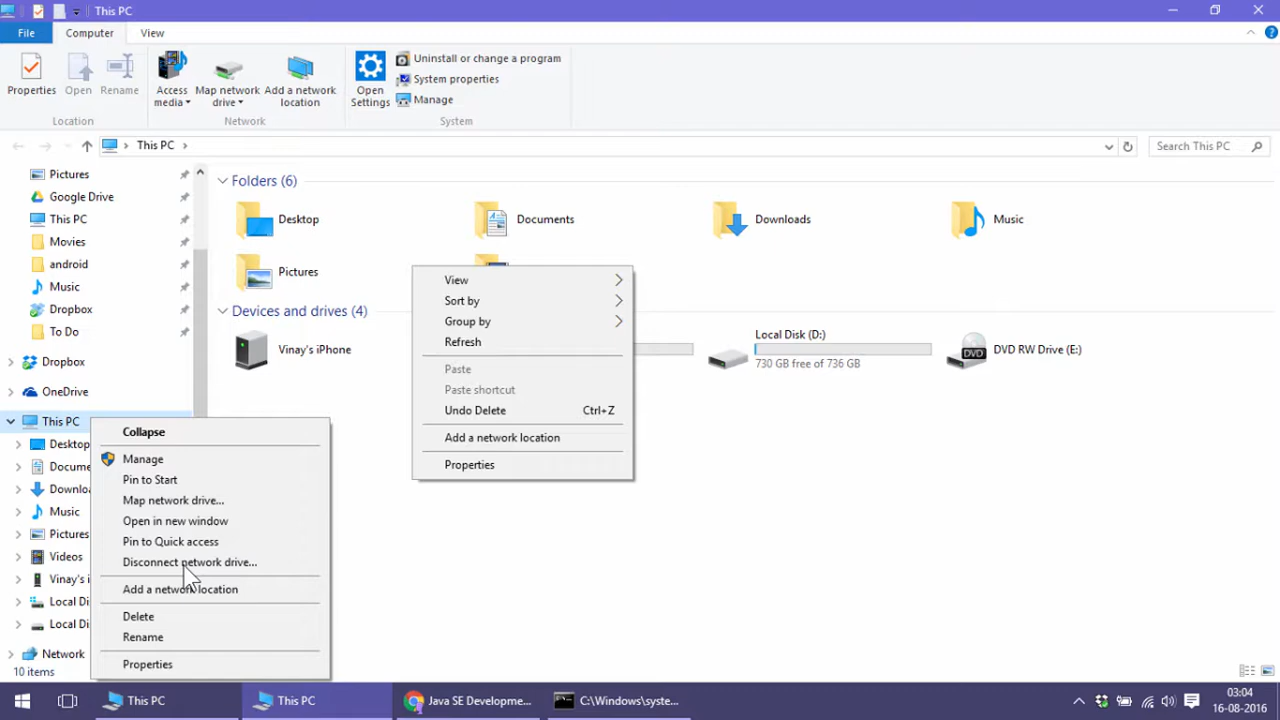 This PC
File
Computer
View
Properties
Open
Rename
Location
Access media
Map network drive
Add a network location
Network
Open Settings
Uninstall or change a program
System properties
Manage
System
This PC
Search This PC
Pictures
Google Drive
This PC
Movies
android
Music
Dropbox
To Do
Dropbox
OneDrive
This PC
Desktop
Docume
Downlo
Music
Pictures
Videos
Vinay's i
Local Di
Local Di
Network
10 items
Folders (6)
Desktop
Documents
Downloads
Music
Pictures
Devices and drives (4)
Vinay's iPhone
Local Disk (D:)
730 GB free of 736 GB
DVD
DVD RW Drive (E:)
View
Sort by
Group by
Refresh
Paste
Paste shortcut
Undo Delete Ctrl+Z
Add a network location
Properties
Collapse
Manage
Pin to Start
Map network drive...
Open in new window
Pin to Quick access
Disconnect network drive...
Add a network location
Delete
Rename
Properties
This PC
This PC
Java SE Developme...
C:\Windows\syste...
03:04
16-08-2016